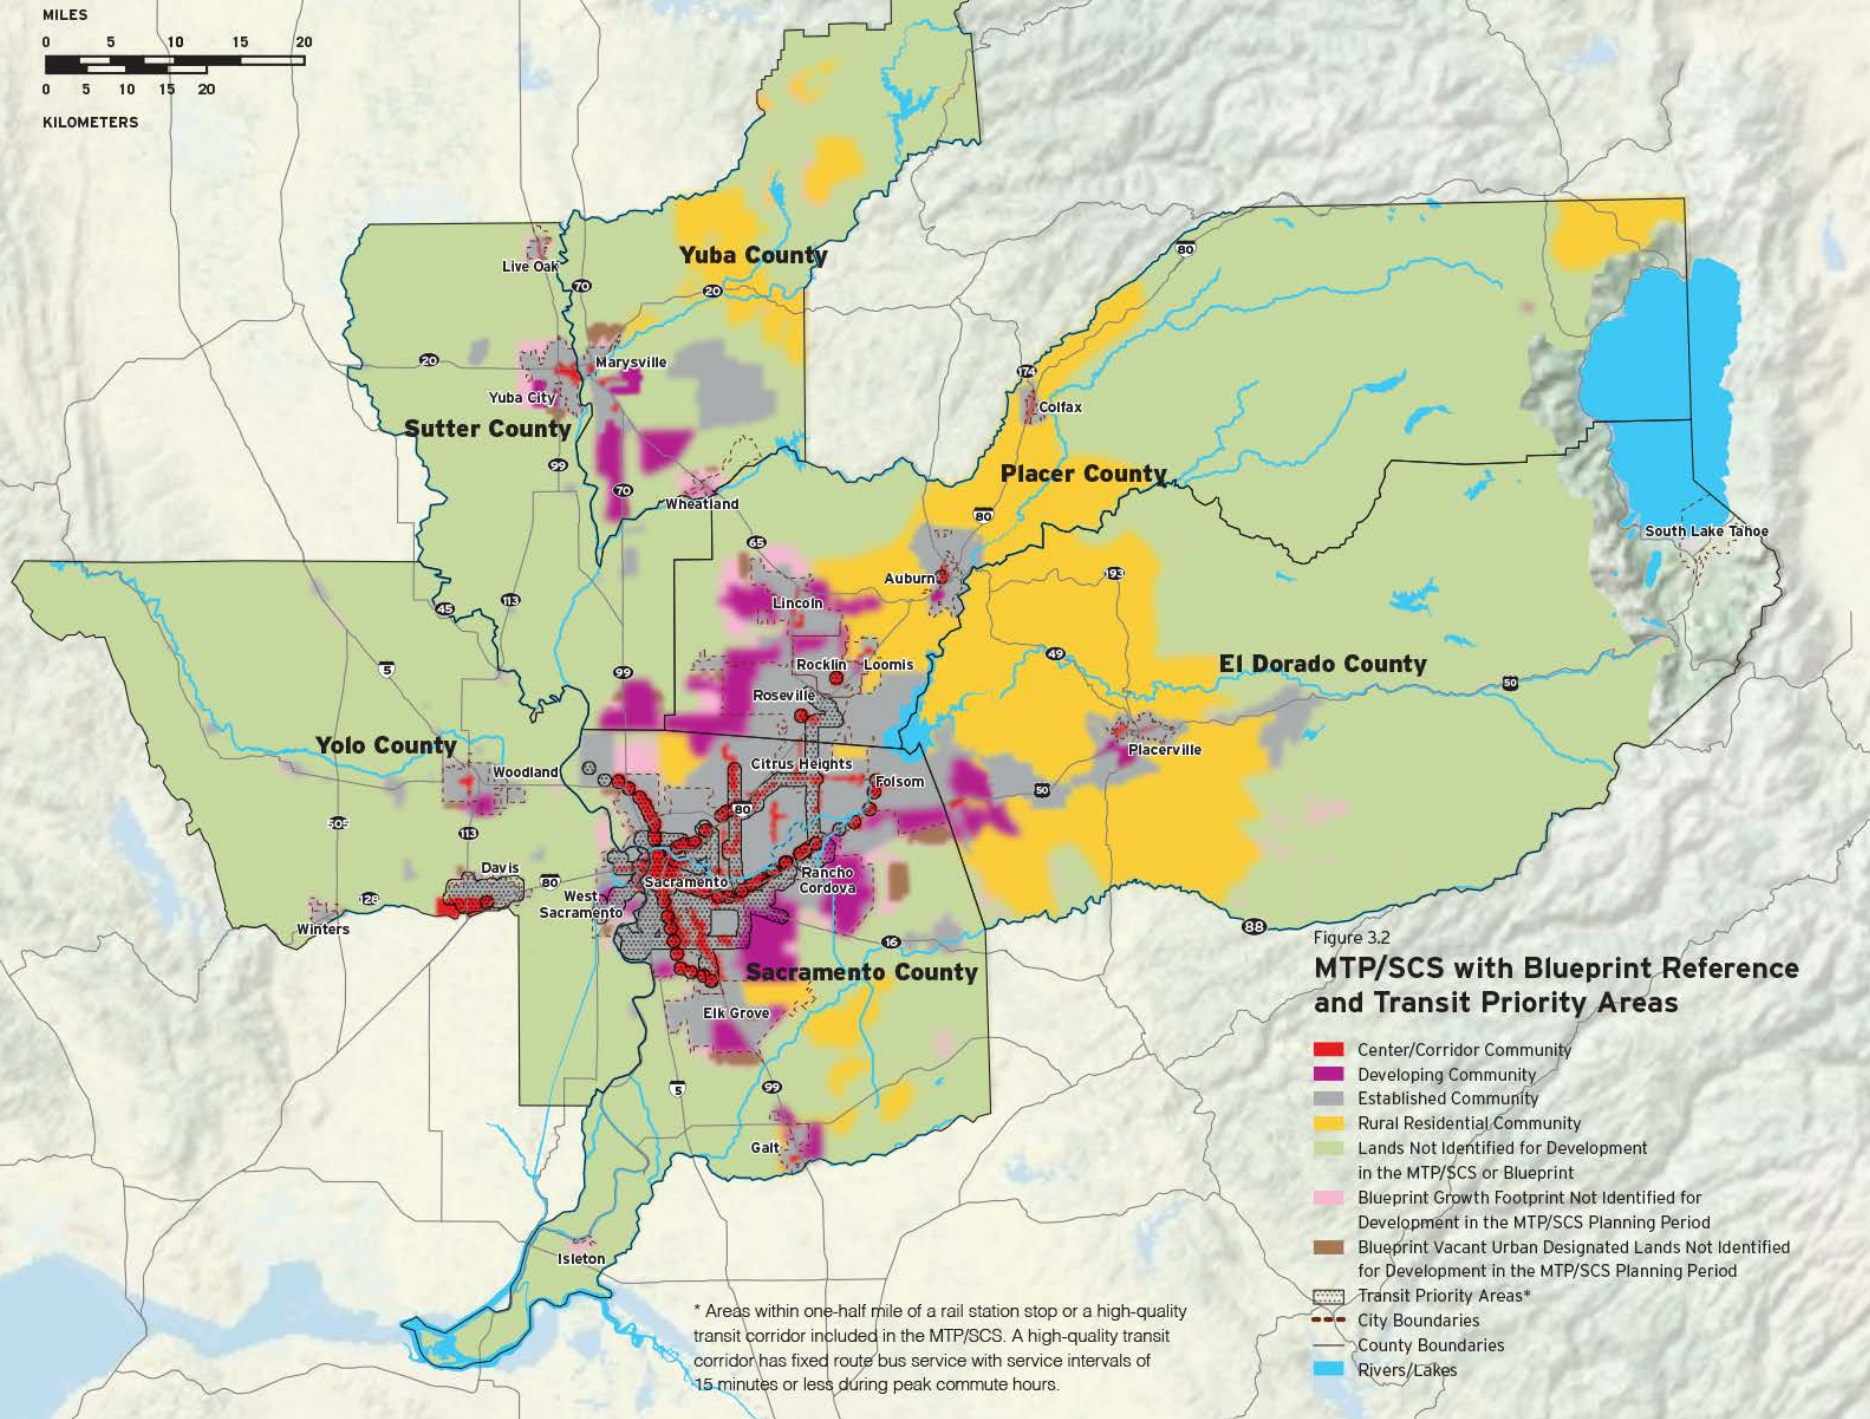 MILES
0 5 10 15 20
0 5 10 15 20
KILOMETERS
Yuba County
Live Oak
70
20
80
20
Marysville
174
Yuba City
Colfax
Sutter County
99
Placer County
70
Wheatland
80
South Lake Tahoe
65
Auburn
193
45
113
Lincoln
5
99
Rocklin
Loomis
49
El Dorado County
50
Roseville
Yolo County
Placerville
Woodland
Citrus Heights
Folsom
50
80
505
113
Davis
80
Sacramento
Rancho
Cordova
128
West
Sacramento
Winters
88
16
Sacramento County
Elk Grove
5
99
Galt
Isleton
Figure 3.2
MTP/SCS with Blueprint Reference
and Transit Priority Areas
Center/Corridor Community
Developing Community
Established Community
Rural Residential Community
Lands Not Identified for Development
in the MTP/SCS or Blueprint
Blueprint Growth Footprint Not Identified for
Development in the MTP/SCS Planning Period
Blueprint Vacant Urban Designated Lands Not Identified
for Development in the MTP/SCS Planning Period
Transit Priority Areas*
City Boundaries
County Boundaries
Rivers/Lakes
* Areas within one-half mile of a rail station stop or a high-quality
transit corridor included in the MTP/SCS. A high-quality transit
corridor has fixed route bus service with service intervals of
15 minutes or less during peak commute hours.